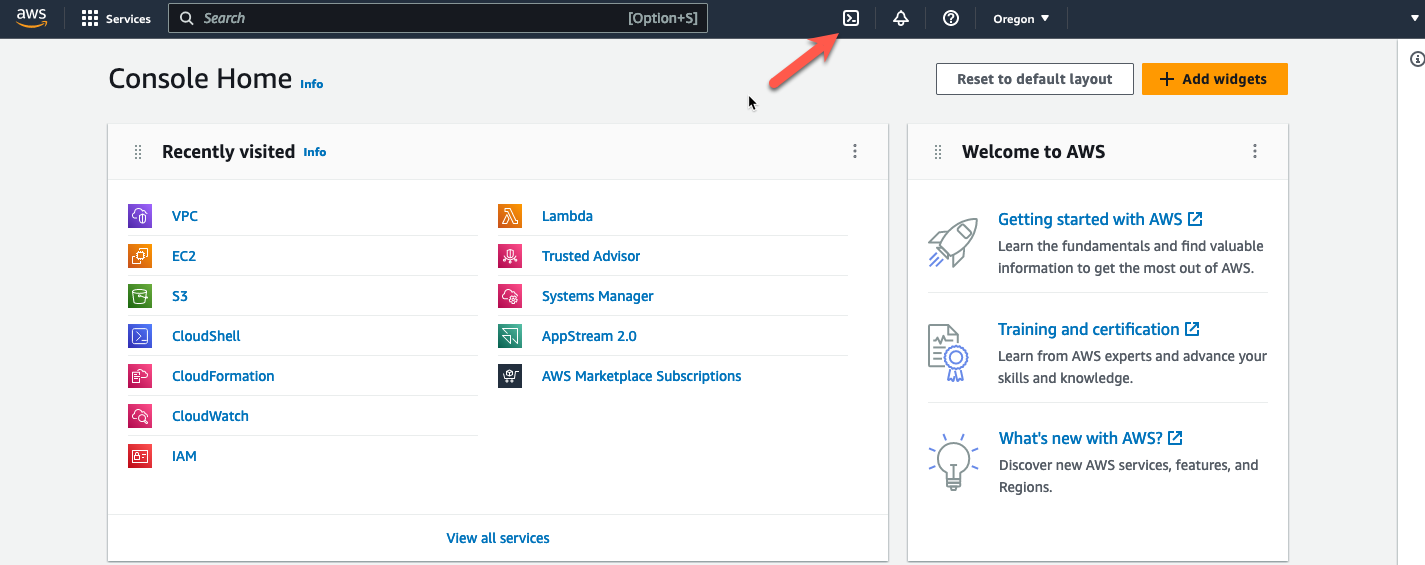 aws
Services
Search
[Option+S]
Oregon
Console Home Info
Reset to default layout
Add widgets
Recently visited Info
VPC
EC2
S3
CloudShell
CloudFormation
CloudWatch
IAM
Lambda
Trusted Advisor
Systems Manager
AppStream 2.0
AWS Marketplace Subscriptions
View all services
Welcome to AWS
Getting started with AWS
Learn the fundamentals and find valuable
information to get the most out of AWS.
Training and certification
Learn from AWS experts and advance your
skills and knowledge.
What's new with AWS?
Discover new AWS services, features, and
Regions.